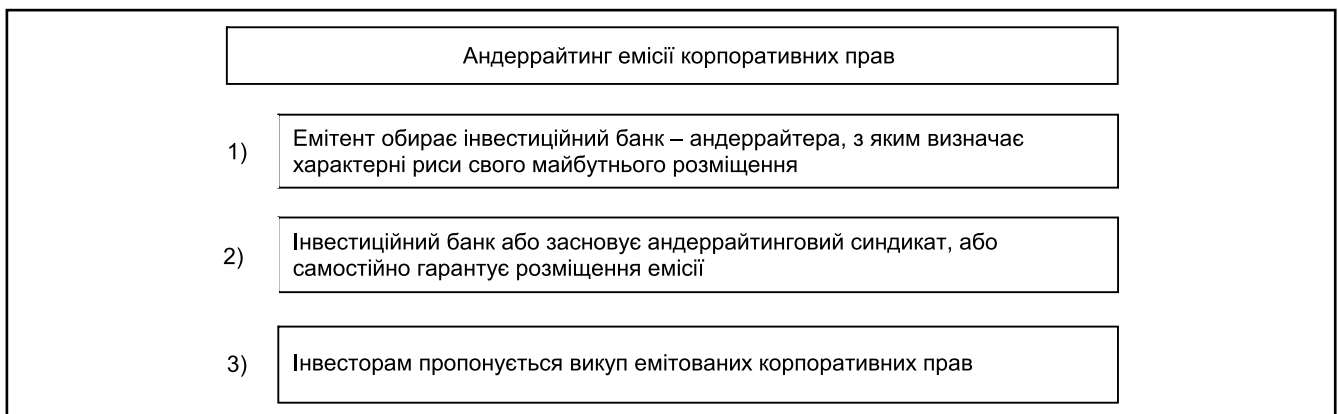 Андеррайтинг емісії корпоративних прав
1) Емітент обирає інвестиційний банк – андеррайтера, з яким визначає
характерні риси свого майбутнього розміщення
2) Інвестиційний банк або засновує андеррайтинговий синдикат, або
самостійно гарантує розміщення емісії
3) Інвесторам пропонується викуп емітованих корпоративних прав